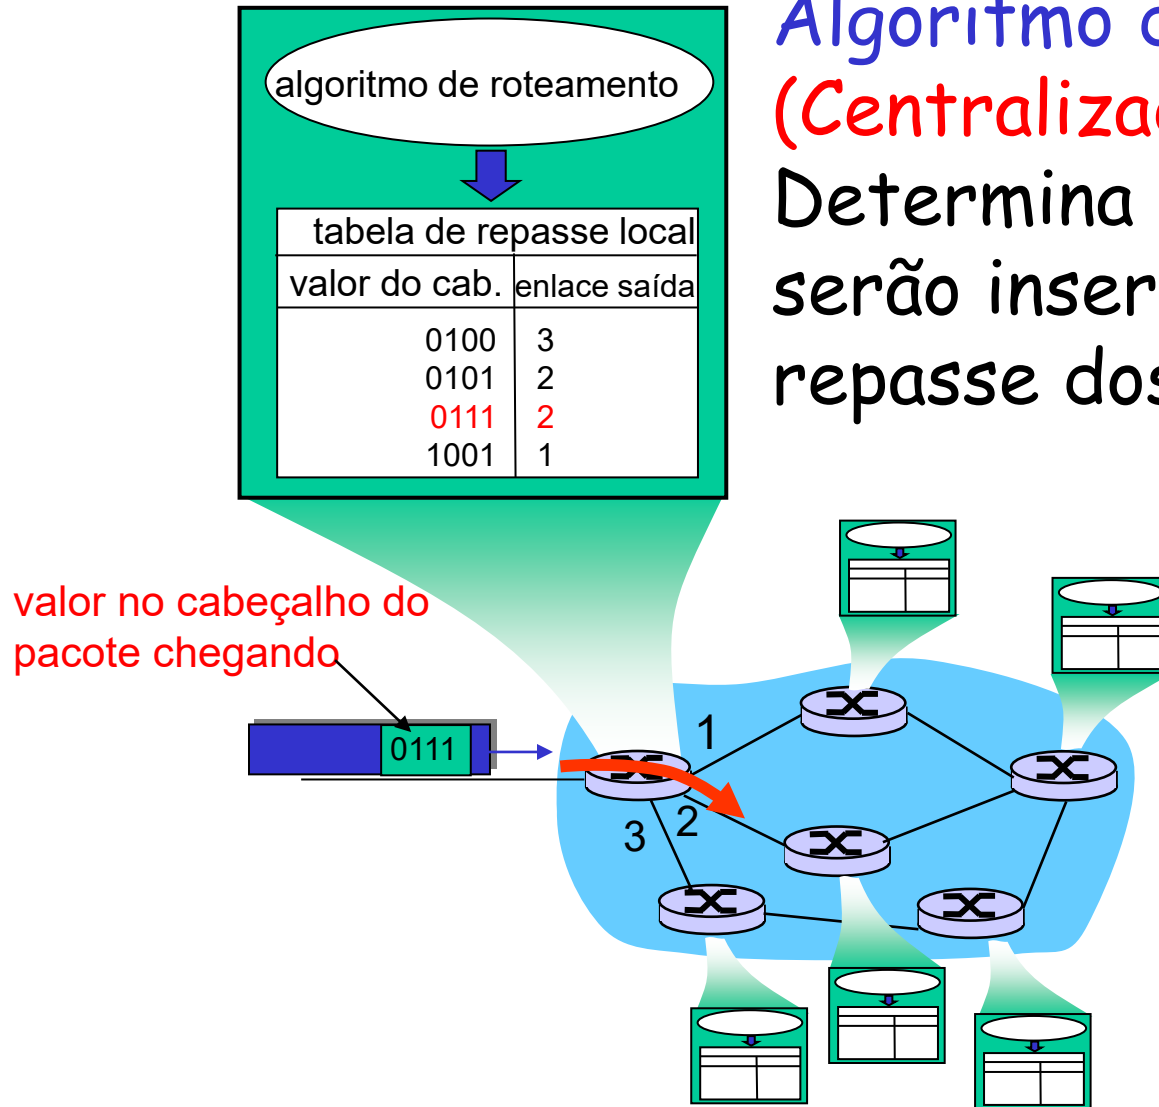 algoritmo de roteamento
tabela de repasse local
valor do cab. enlace saída
0100 3
0101 2
0111 2
1001 1
Algoritmo
(Centraliza
Determina
serão inser
repasse dos
valor no cabeçalho do
pacote chegando
0111
1
2
3